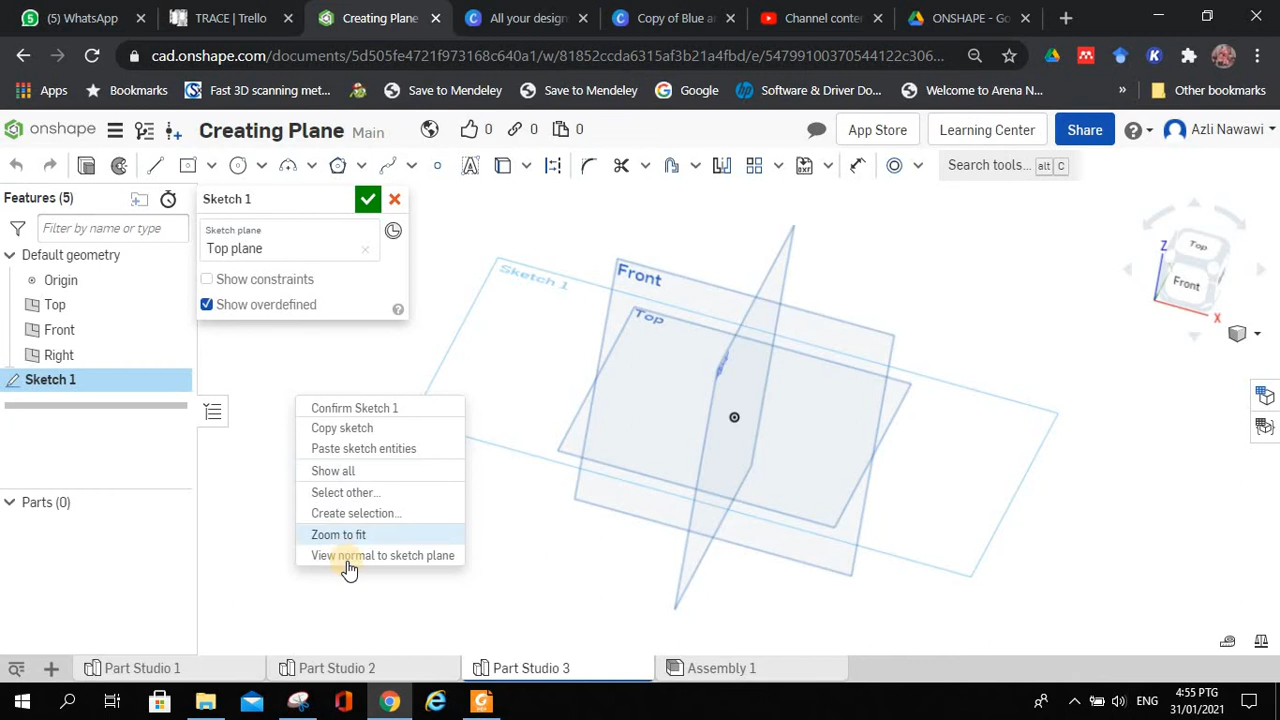 WhatsApp
TRACE | Trello
Creating Plane
All your design
Copy of Blue a
Channel conten
ONSHAPE - Go
cad.onshape.com/documents/5d505fe4721f973168c640a1/w/81852ccda6315af3b21a4fbd/e/54799100370544122c306...
Apps
Bookmarks
Fast 3D scanning met...
Save to Mendeley
Save to Mendeley
Google
Software & Driver Do...
Welcome to Arena N...
»
Other bookmarks
onshape
Creating Plane Main
0
0
0
App Store
Learning Center
Share
Azli Nawawi
Search tools... alt C
Features (5)
Filter by name or type
Default geometry
Origin
Top
Front
Right
Sketch 1
Parts (0)
Sketch 1
Sketch plane
Top plane
Show constraints
Show overdefined
Confirm Sketch 1
Copy sketch
Paste sketch entities
Show all
Select other...
Create selection...
Zoom to fit
View normal to sketch plane
Sketch 1
Front
Top
Top
Front
Z
X
Part Studio 1
Part Studio 2
Part Studio 3
Assembly 1
ENG
4:55 PTG
31/01/2021